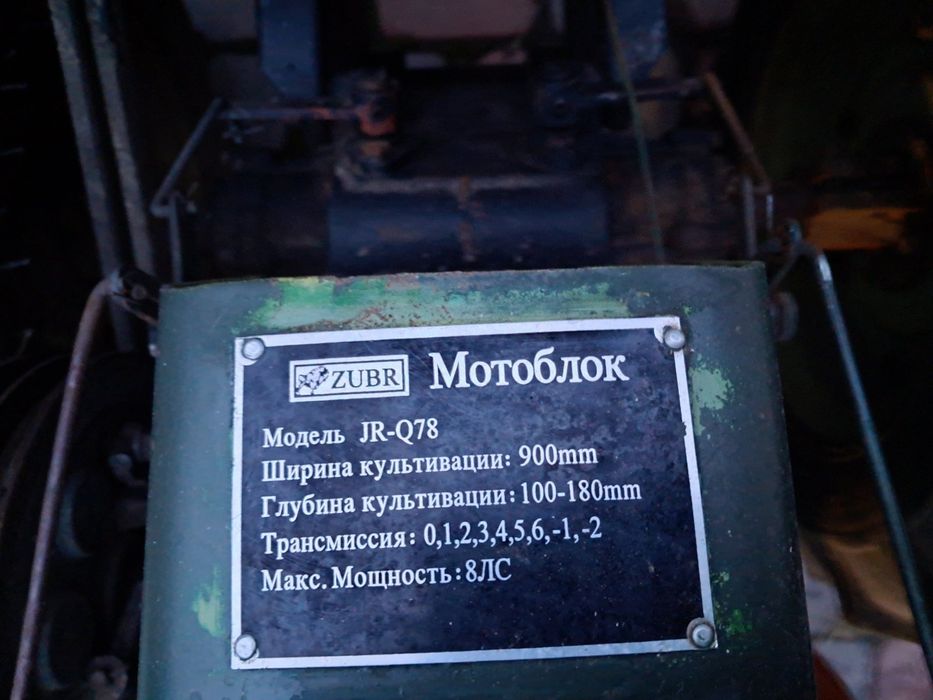 ZUBR Мотоблок
Модель JR-Q78
Ширина культивации: 900mm
Глубина культивации: 100-180mm
Трансмиссия: 0,1,2,3,4,5,6,-1,-2
Макс. Мощность: 8ЛС